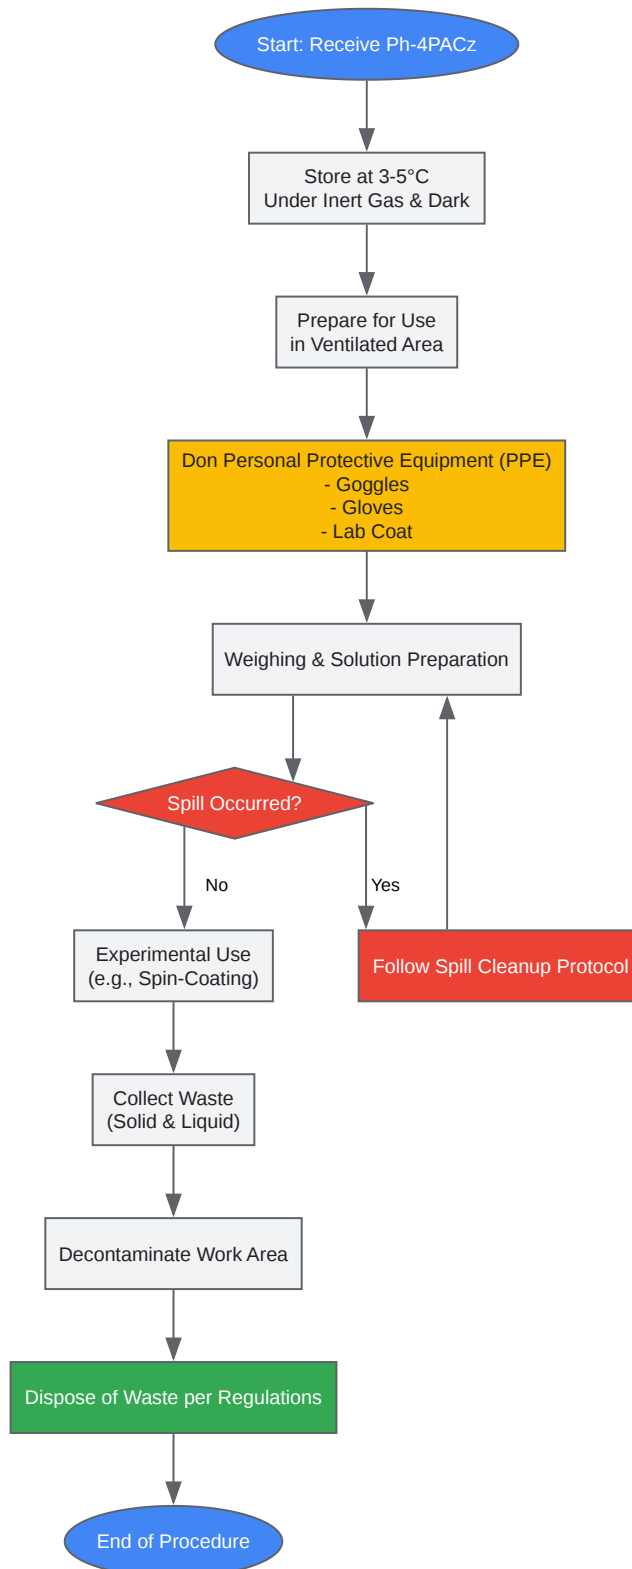 Start: Receive Ph-4PACz
Store at 3-5°C
Under Inert Gas & Dark
Prepare for Use
in Ventilated Area
Don Personal Protective Equipment (PPE)
- Goggles
- Gloves
- Lab Coat
Weighing & Solution Preparation
Spill Occurred?
No
Yes
Experimental Use
(e.g., Spin-Coating)
Follow Spill Cleanup Protocol
Collect Waste
(Solid & Liquid)
Decontaminate Work Area
Dispose of Waste per Regulations
End of Procedure